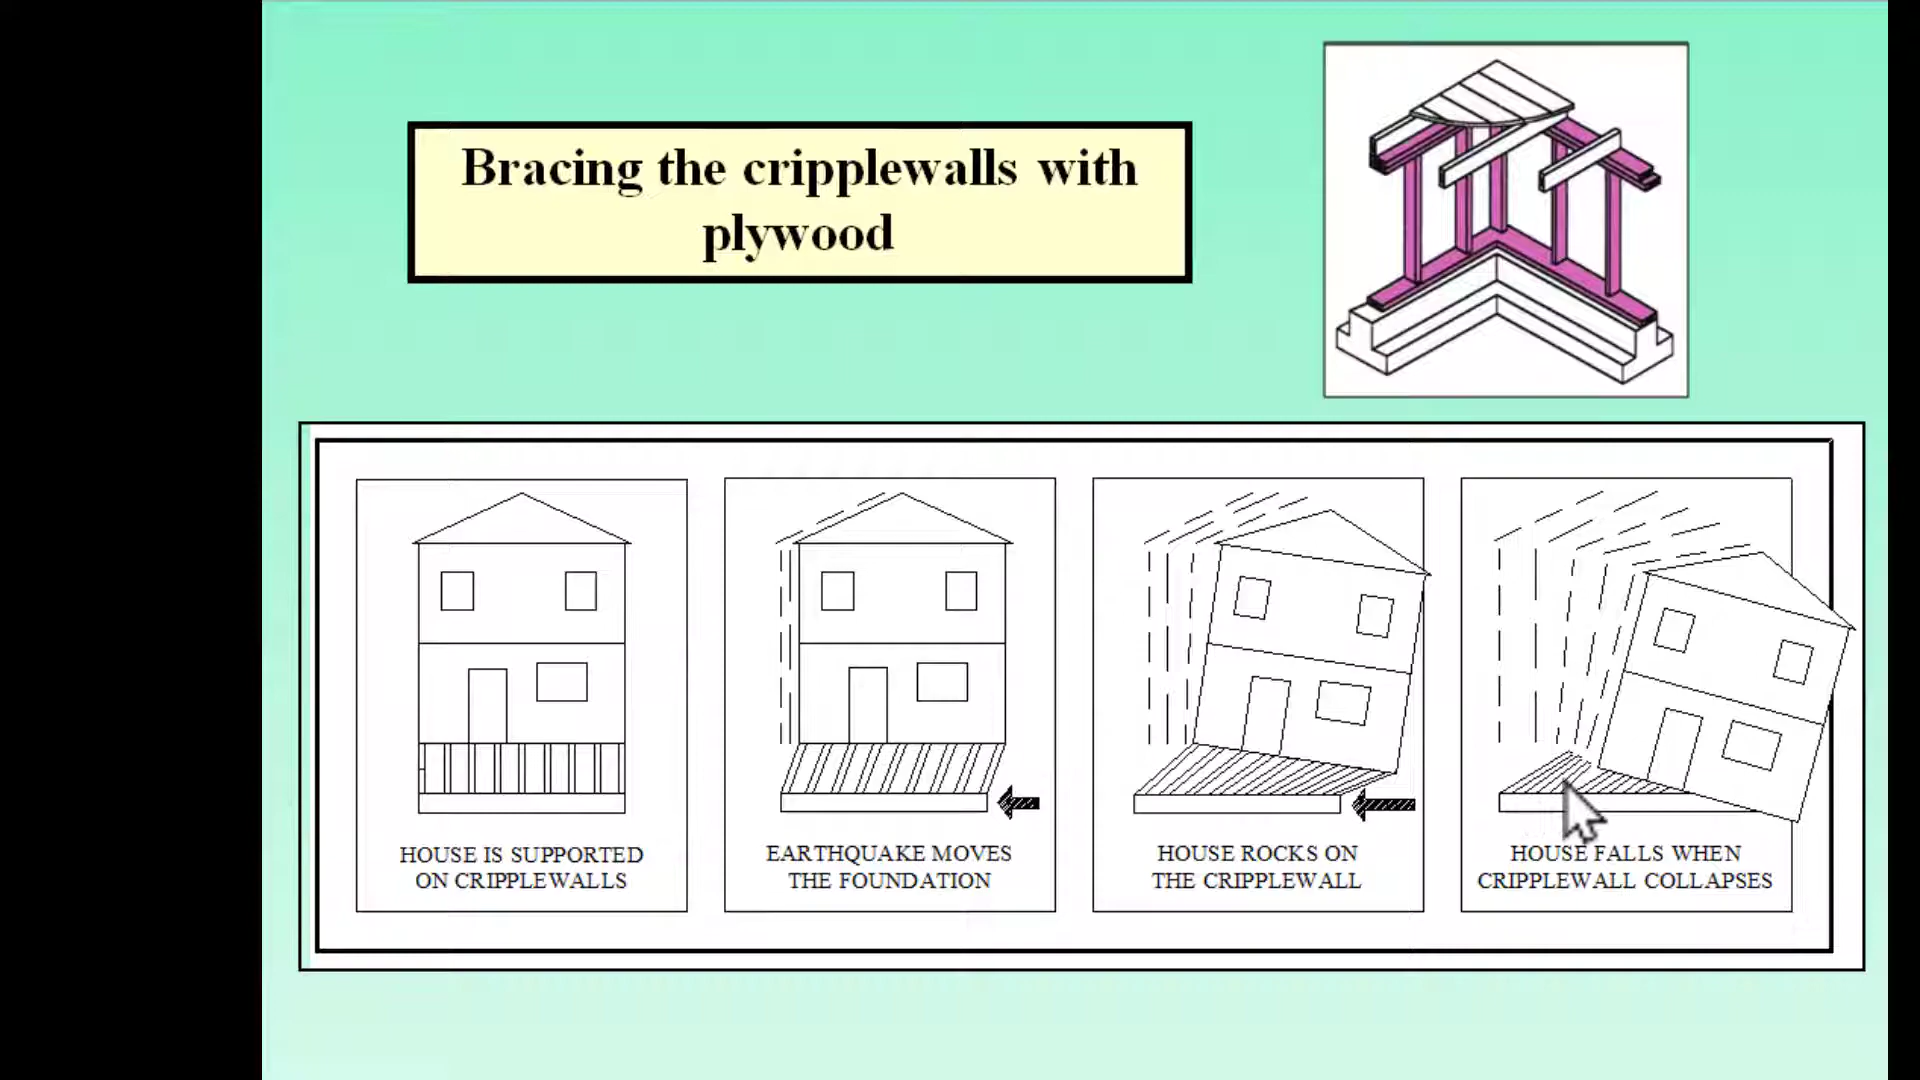 Bracing the cripplewalls with
plywood
HOUSE IS SUPPORTED
ON CRIPPLEWALLS
EARTHQUAKE MOVES
THE FOUNDATION
HOUSE ROCKS ON
THE CRIPPLEWALL
HOUSE FALLS WHEN
CRIPPLEWALL COLLAPSES